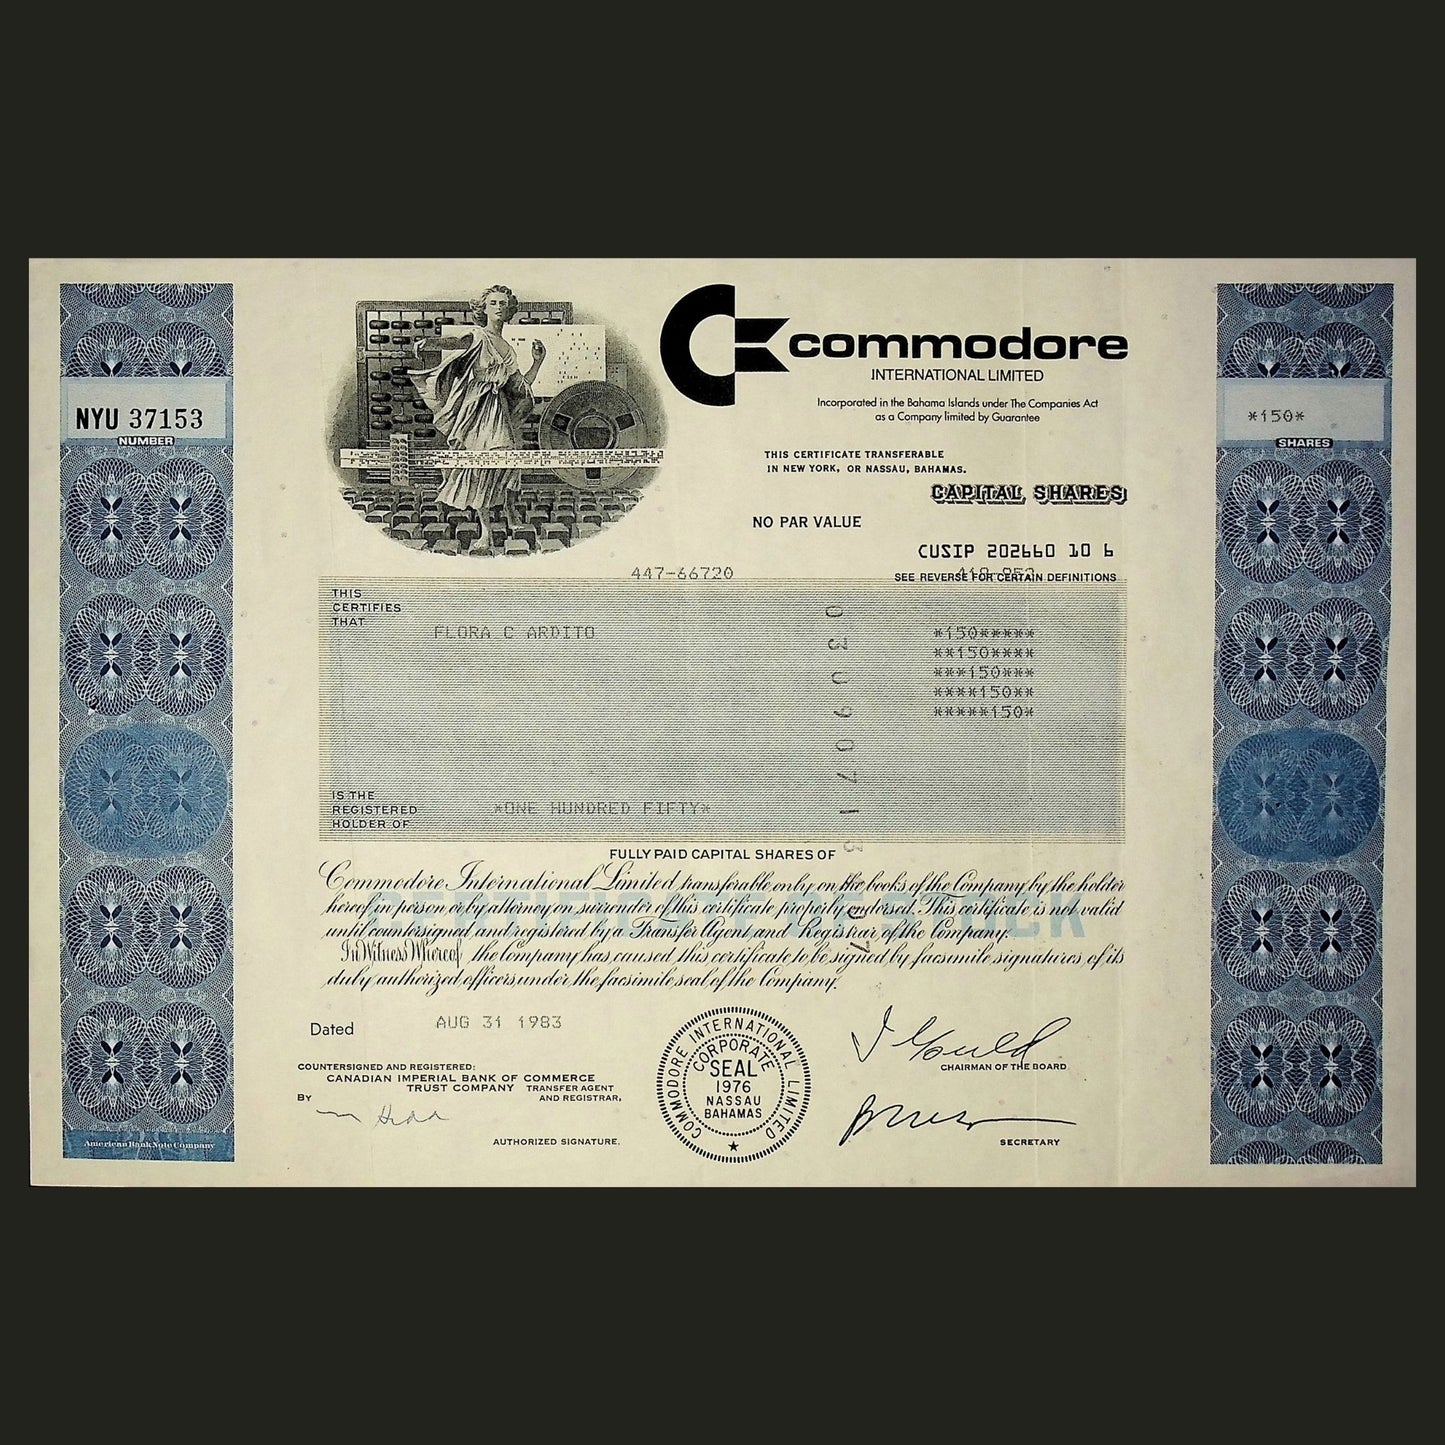 NYU 37153
NUMBER
commodore
INTERNATIONAL LIMITED
Incorporated in the Bahama Islands under The Companies Act
as a Company limited by Guarantee
THIS CERTIFICATE TRANSFERABLE
IN NEW YORK, OR NASSAU, BAHAMAS.
CAPITAL SHARES
NO PAR VALUE
CUSIP 202660 10 6
*150*
SHARES
447-66720
SEE REVERSE FOR CERTAIN DEFINITIONS
THIS
CERTIFIES
THAT
FLORA C ARDITO
*150*****
**150****
***150***
****150**
*****150*
03U9071307
IS THE
REGISTERED
HOLDER OF
*ONE HUNDRED FIFTY*
FULLY PAID CAPITAL SHARES OF
Commodore International Limited transferable only on the books of the Company by the holder
hereof in person or by attorney on surrender of this certificate properly endorsed. This certificate is not valid
until countersigned and registered by a Transfer Agent and Registrar of the Company.
In Witness Whereof the Company has caused this certificate to be signed by facsimile signatures of its
duly authorized officers under the facsimile seal of the Company.
Dated
AUG 31 1983
COUNTERSIGNED AND REGISTERED:
CANADIAN IMPERIAL BANK OF COMMERCE
TRUST COMPANY TRANSFER AGENT
AND REGISTRAR,
BY
AUTHORIZED SIGNATURE.
COMMODORE INTERNATIONAL LIMITED
CORPORATE
SEAL
1976
NASSAU
BAHAMAS
I Gould
CHAIRMAN OF THE BOARD
SECRETARY
American Bank Note Company